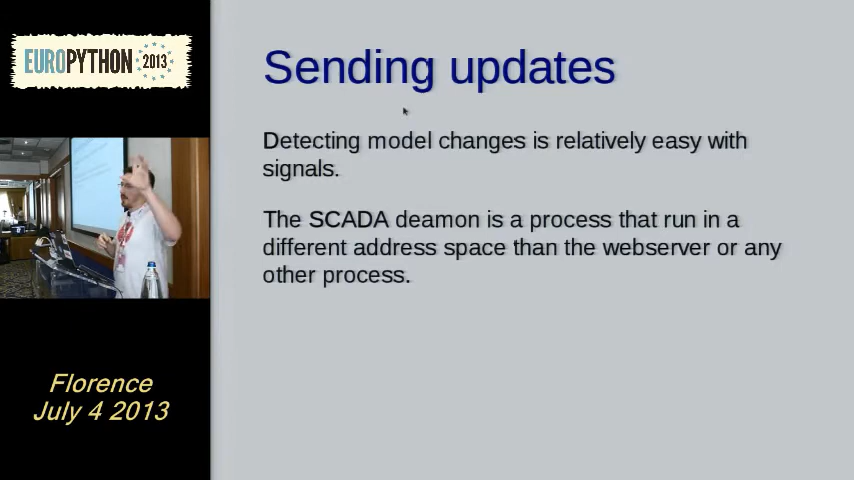 EUROPYTHON 2013
Sending updates
Detecting model changes is relatively easy with
signals.
The SCADA deamon is a process that run in a
different address space than the webserver or any
other process.
Florence
July 4 2013